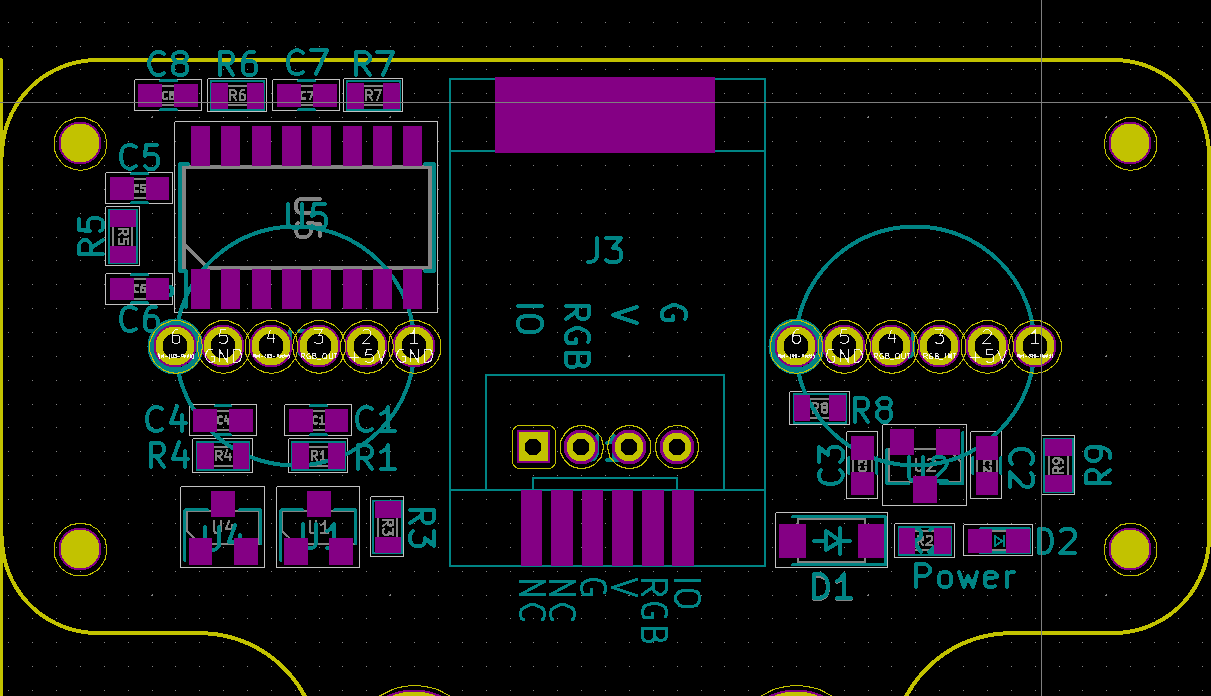 C8 R6 C7 R7
C8 R6 C7 R7
C5
C5
R5
R5
U5
U5
C6
C6
J3
IO RGB V G
6 5 4 3 2 1
GND RGB_OUT +5V GND
6 5 4 3 2 1
GND RGB_OUT +5V
C4 C4 C1 C1
R4 R4 R1 R1
R8 R8
C3 U2 C2 R9 R9
U4 U1 R3 R3
D1
R2
D2
Power
NC NC G V RGB IO